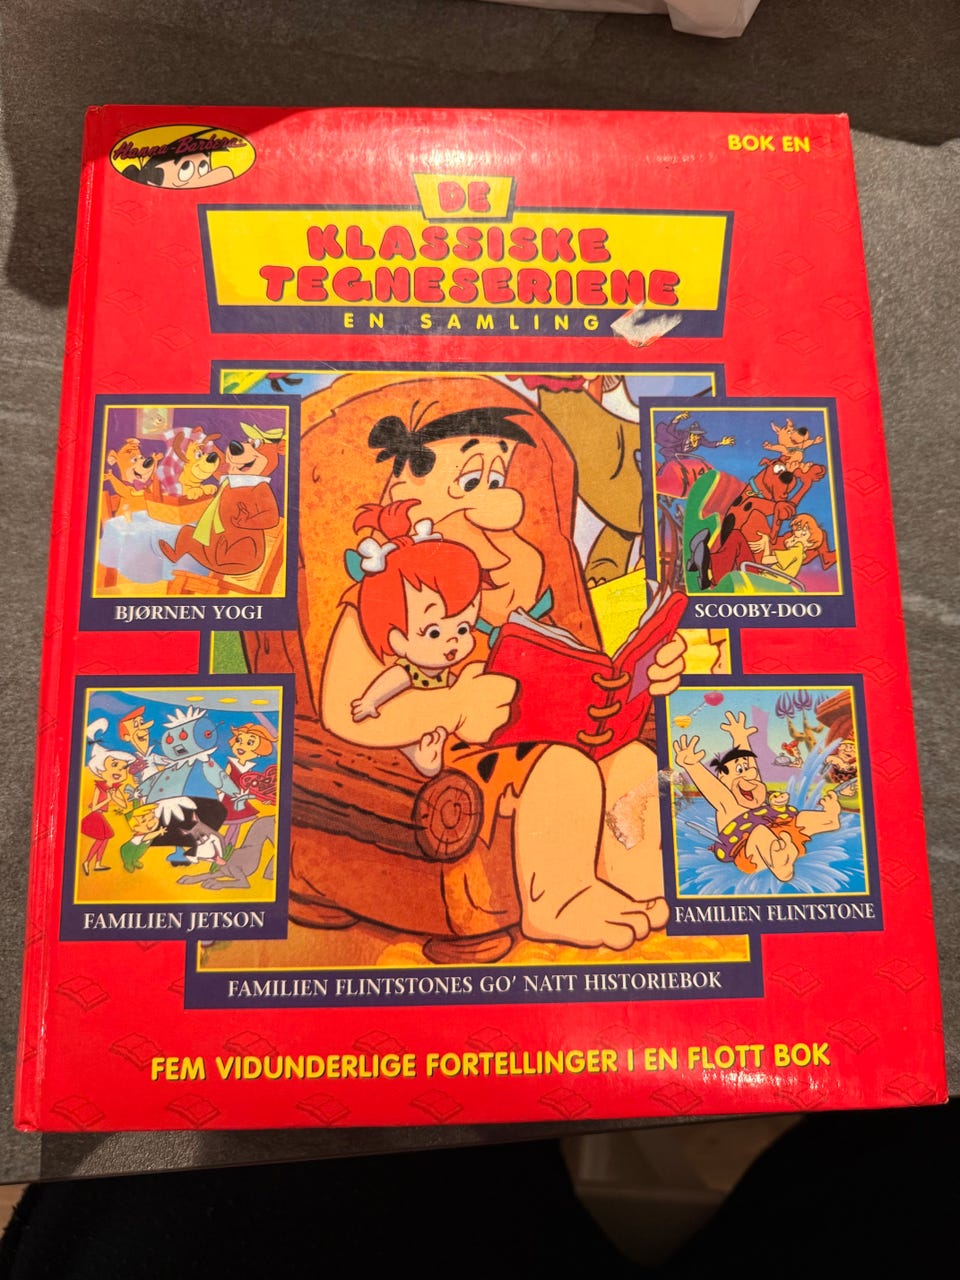 Hanna-Barbera
BOK EN
DE
KLASSISKE
TEGNESERIENE
EN SAMLING
BJØRNEN YOGI
SCOOBY-DOO
FAMILIEN JETSON
FAMILIEN FLINTSTONE
FAMILIEN FLINTSTONES GO' NATT HISTORIEBOK
FEM VIDUNDERLIGE FORTELLINGER I EN FLOTT BOK